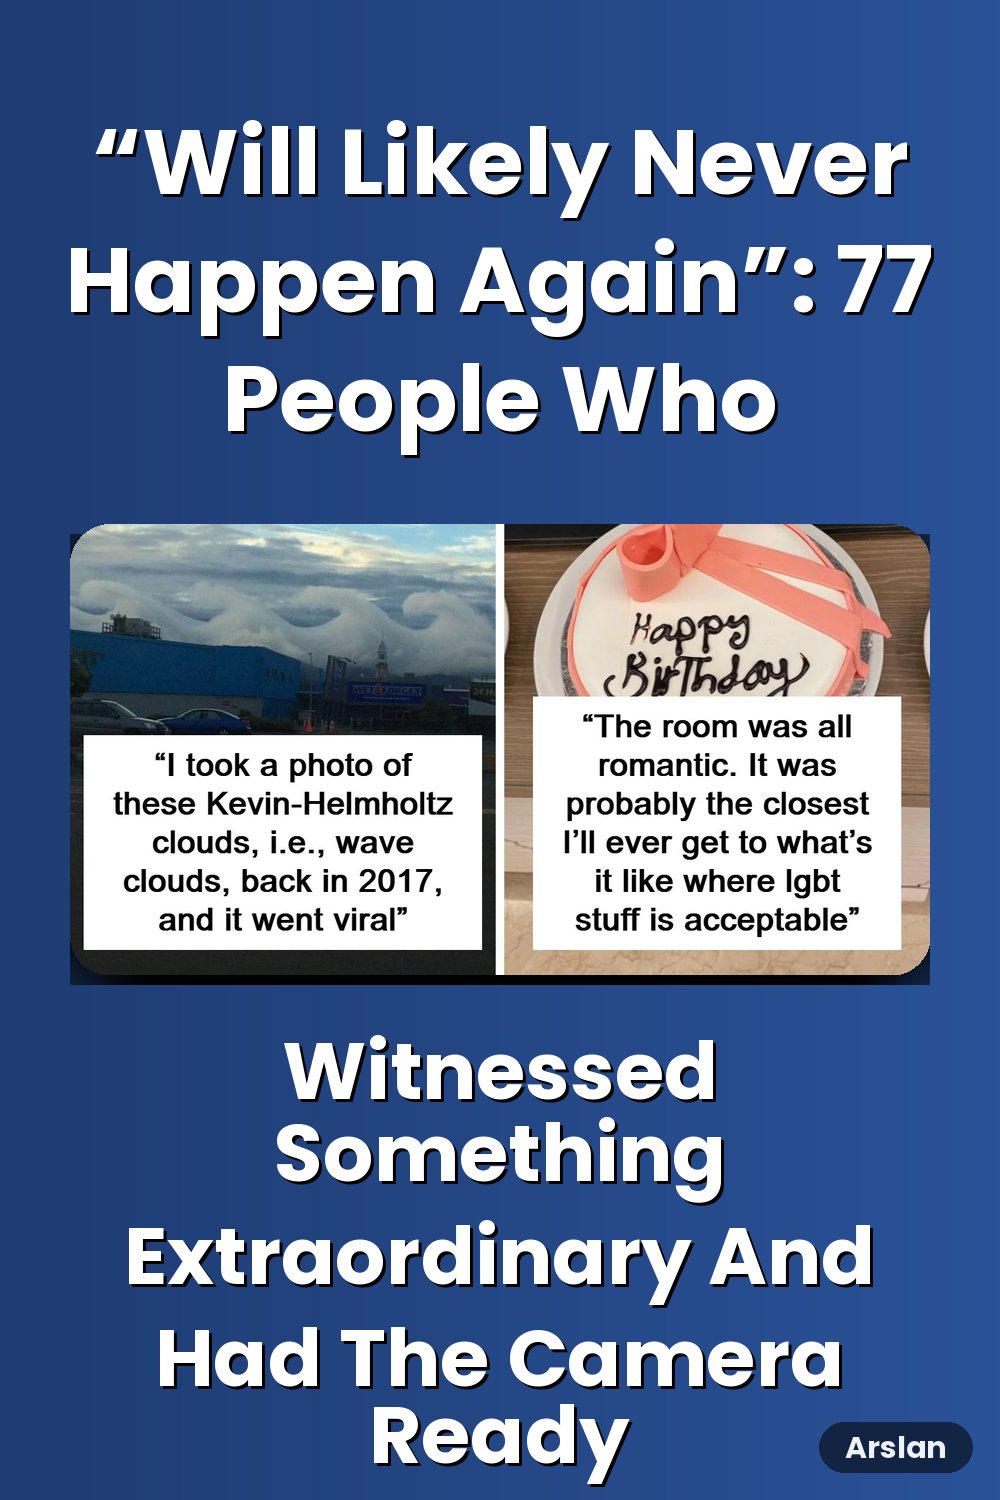 “Will Likely Never
Happen Again”: 77
People Who
WET&FORGET
24 H
Happy
BirThday
“I took a photo of
these Kevin-Helmholtz
clouds, i.e., wave
clouds, back in 2017,
and it went viral”
“The room was all
romantic. It was
probably the closest
I’ll ever get to what’s
it like where lgbt
stuff is acceptable”
Witnessed
Something
Extraordinary And
Had The Camera
Ready
Arslan